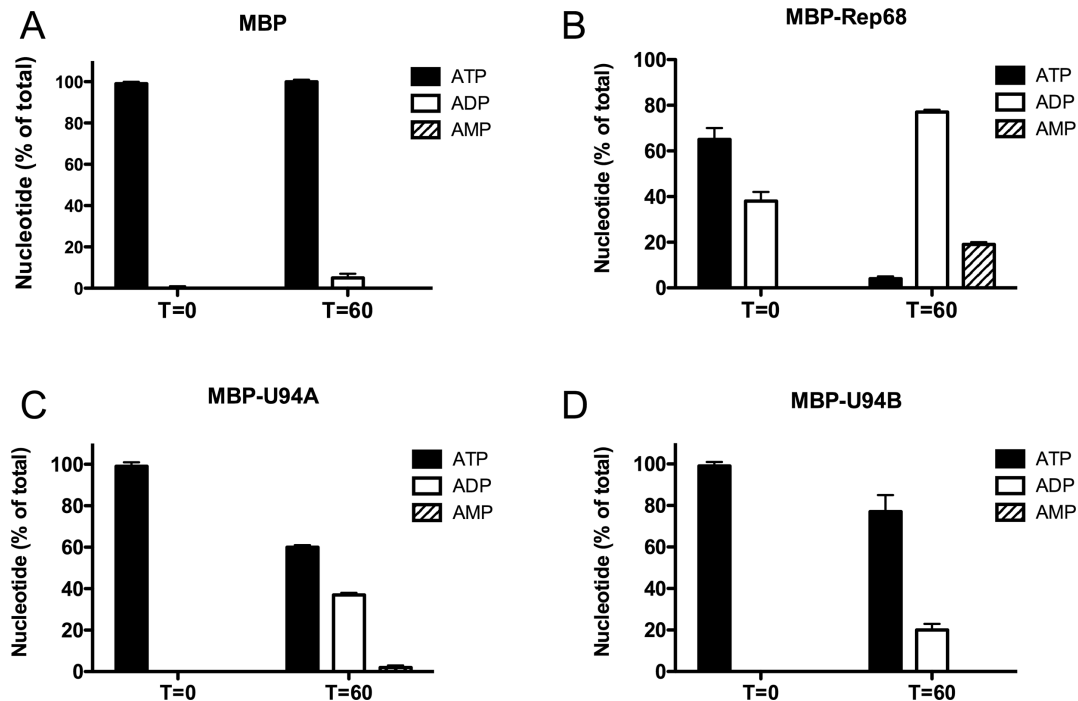 A
MBP
Nucleotide (% of total)
100
80
60
40
20
0
T=0
T=60
ATP
ADP
AMP
B
MBP-Rep68
Nucleotide (% of total)
100
80
60
40
20
0
T=0
T=60
ATP
ADP
AMP
C
MBP-U94A
Nucleotide (% of total)
100
80
60
40
20
0
T=0
T=60
ATP
ADP
AMP
D
MBP-U94B
Nucleotide (% of total)
100
80
60
40
20
0
T=0
T=60
ATP
ADP
AMP